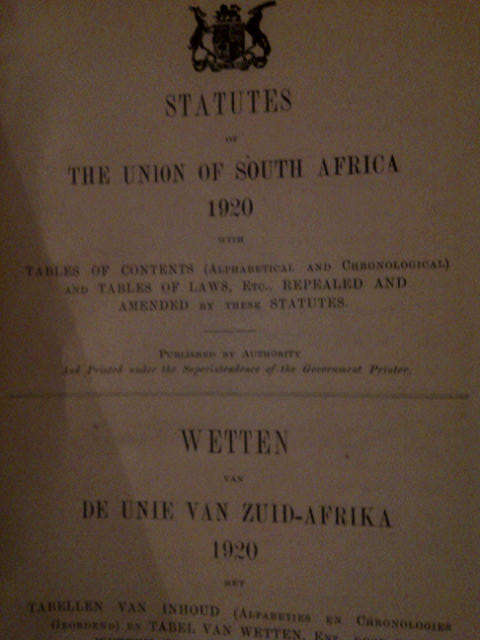 STATUTES
OF
THE UNION OF SOUTH AFRICA
1920
WITH
TABLES OF CONTENTS (ALPHABETICAL AND CHRONOLOGICAL)
AND TABLES OF LAWS, ETC., REPEALED AND
AMENDED BY THESE STATUTES.
PUBLISHED BY AUTHORITY
And Printed under the Superintendence of the Government Printer.
WETTEN
VAN
DE UNIE VAN ZUID-AFRIKA
1920
MET
TABELLEN VAN INHOUD (ALFABETIES EN CHRONOLOGIES
GEORDEND) EN TABEL VAN WETTEN, ENZ.